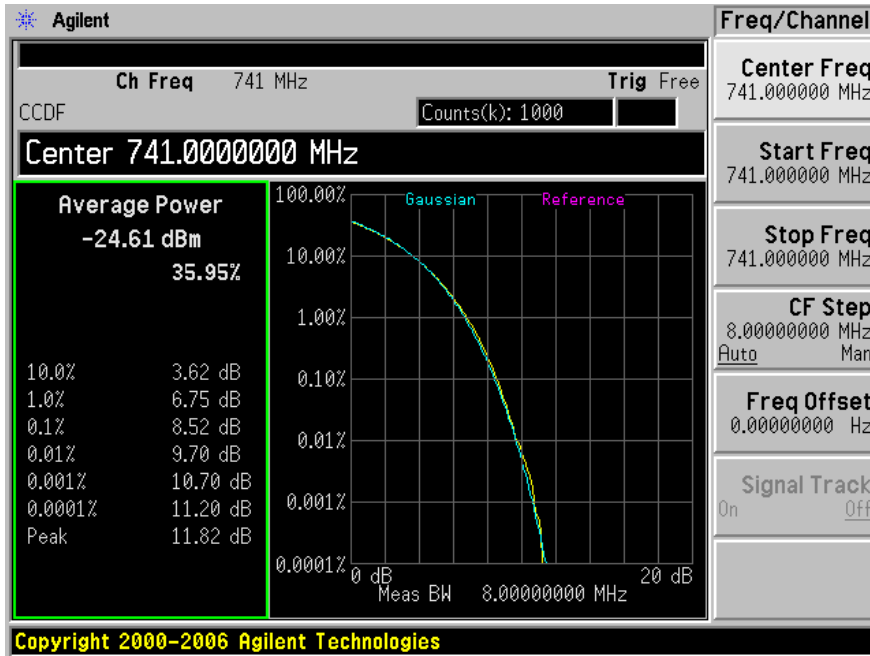 Agilent
Freq/Channel
Ch Freq 741 MHz Trig Free
CCDF Counts(k): 1000
Center 741.0000000 MHz
Average Power
-24.61 dBm
35.95%
10.0% 3.62 dB
1.0% 6.75 dB
0.1% 8.52 dB
0.01% 9.70 dB
0.001% 10.70 dB
0.0001% 11.20 dB
Peak 11.82 dB
Gaussian Reference
100.00%
10.00%
1.00%
0.10%
0.01%
0.001%
0.0001%
0 dB 20 dB
Meas BW 8.00000000 MHz
Center Freq
741.000000 MHz
Start Freq
741.000000 MHz
Stop Freq
741.000000 MHz
CF Step
8.00000000 MHz
Auto Man
Freq Offset
0.00000000 Hz
Signal Track
On Off
Copyright 2000-2006 Agilent Technologies